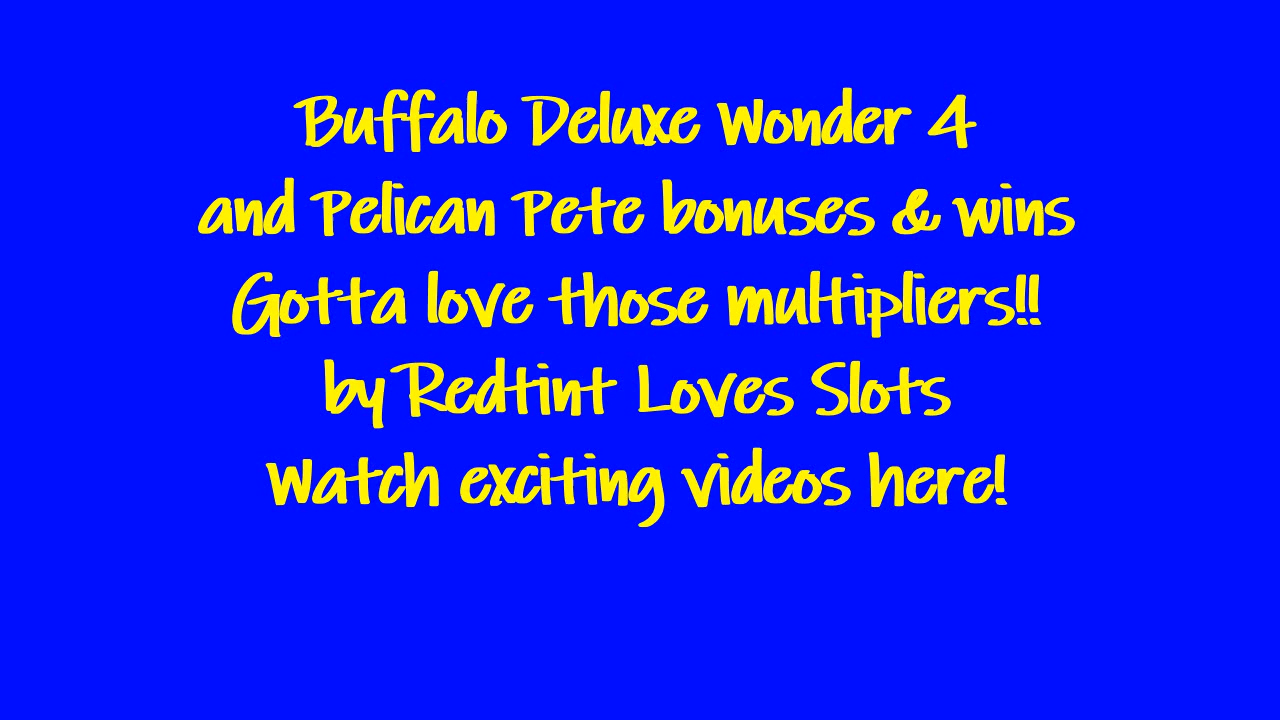 Buffalo Deluxe Wonder 4
and Pelican Pete bonuses & wins
Gotta love those multipliers!!
by Redtint Loves Slots
Watch exciting videos here!